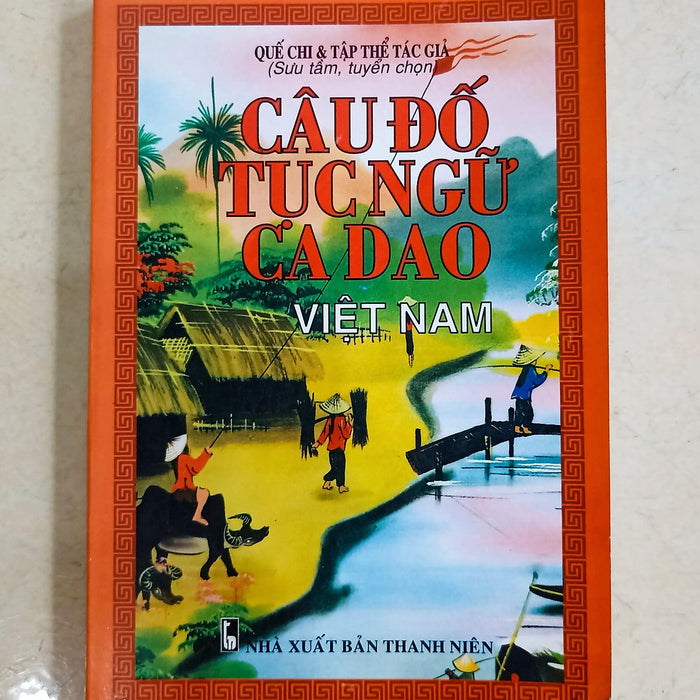 QUẾ CHI & TẬP THỂ TÁC GIẢ
(Sưu tầm, tuyển chọn)
CÂU ĐỐ
TỤC NGỮ
CA DAO
VIỆT NAM
NHÀ XUẤT BẢN THANH NIÊN